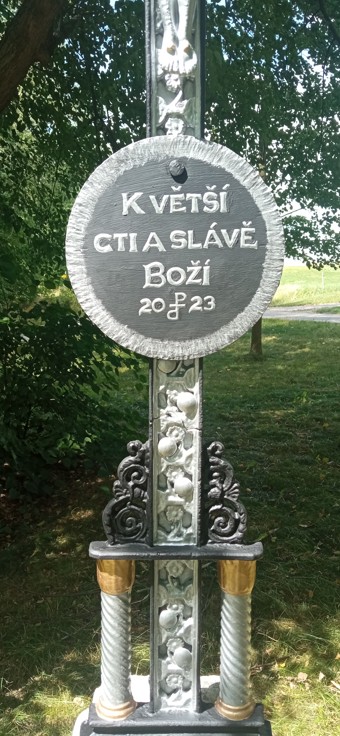 K VĚTŠÍ
CTI A SLÁVĚ
BOŽÍ
20 23